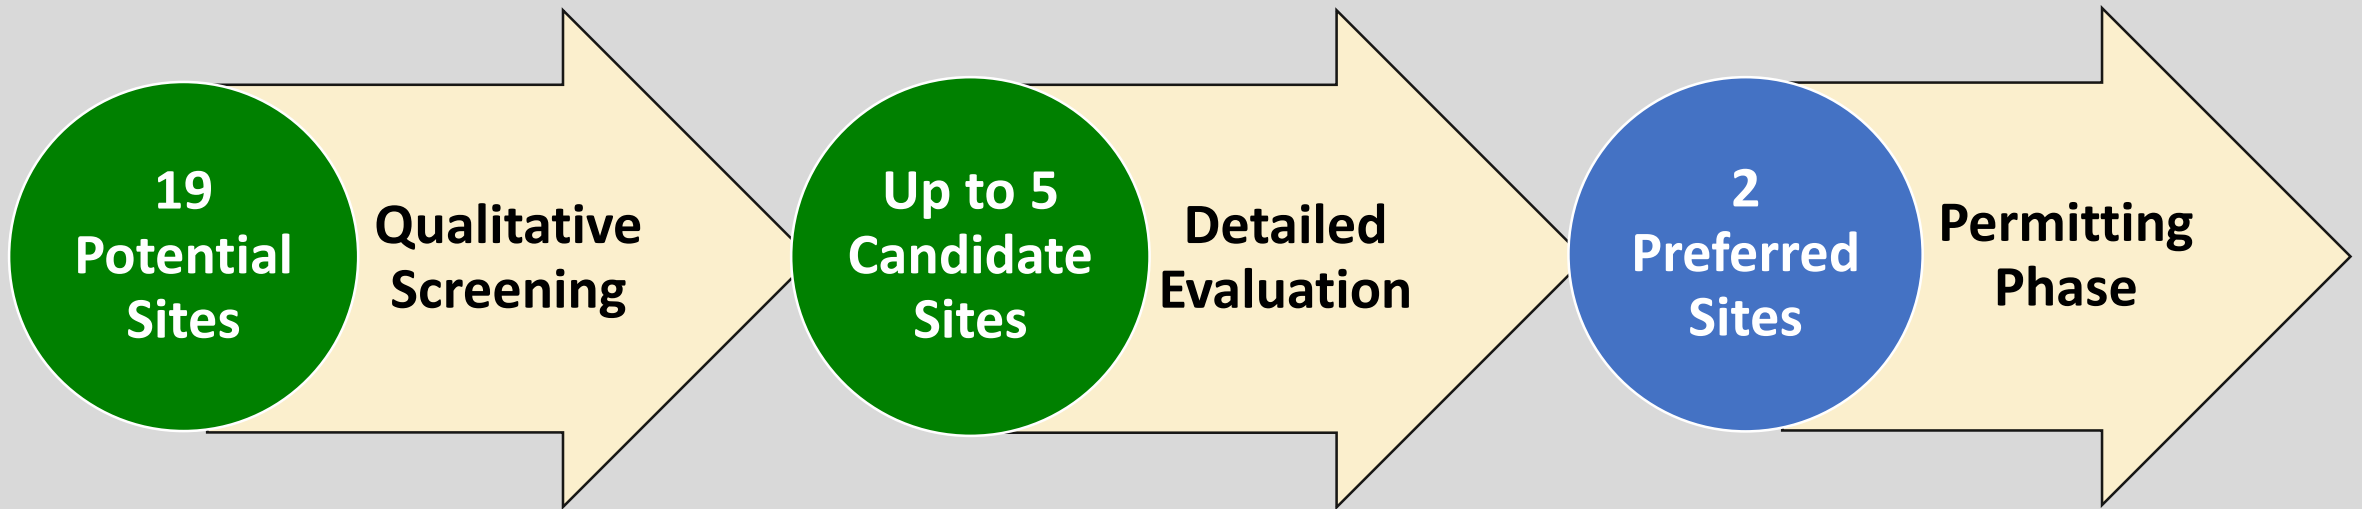 19
Potential
Sites
Qualitative
Screening
Up to 5
Candidate
Sites
Detailed
Evaluation
2
Preferred
Sites
Permitting
Phase